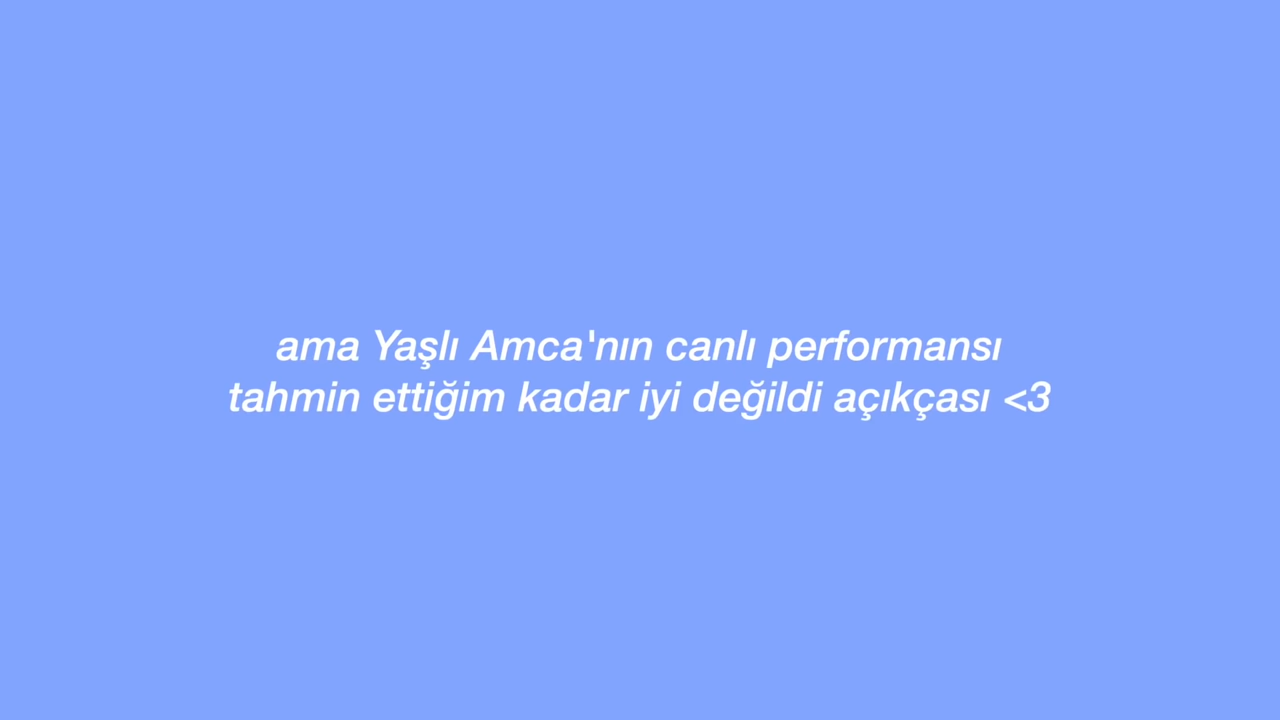 ama Yaşlı Amca'nın canlı performansı
tahmin ettiğim kadar iyi değildi açıkçası <3